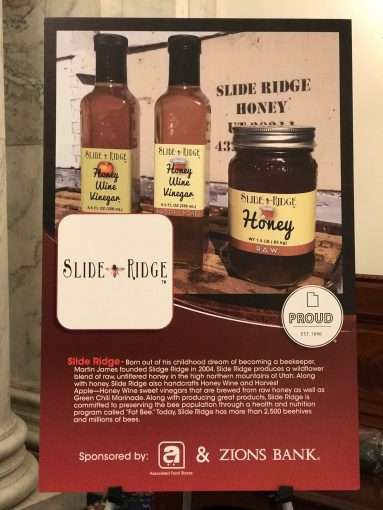 SLIDE RIDGE
HONEY
SLIDE RIDGE
Honey
Wine
Vinegar
SLIDE RIDGE
Honey
Wine
Vinegar
SLIDE RIDGE
Honey
RAW
SLIDE RIDGE
PROUD
EST. 1896
Slide Ridge - Born out of his childhood dream of becoming a beekeeper,
Martin James founded Slidge Ridge in 2004. Slide Ridge produces a wildflower
blend of raw, unfiltered honey in the high northern mountains of Utah. Along
with honey, Slide Ridge also handcrafts Honey Wine and Harvest
Apple—Honey Wine sweet vinegars that are brewed from raw honey as well as
Green Chili Marinade. Along with producing great products, Slide Ridge is
committed to preserving the bee population through a health and nutrition
program called "Fat Bee." Today, Slide Ridge has more than 2,500 beehives
and millions of bees.
Sponsored by: a & ZIONS BANK.
Associated Food Stores